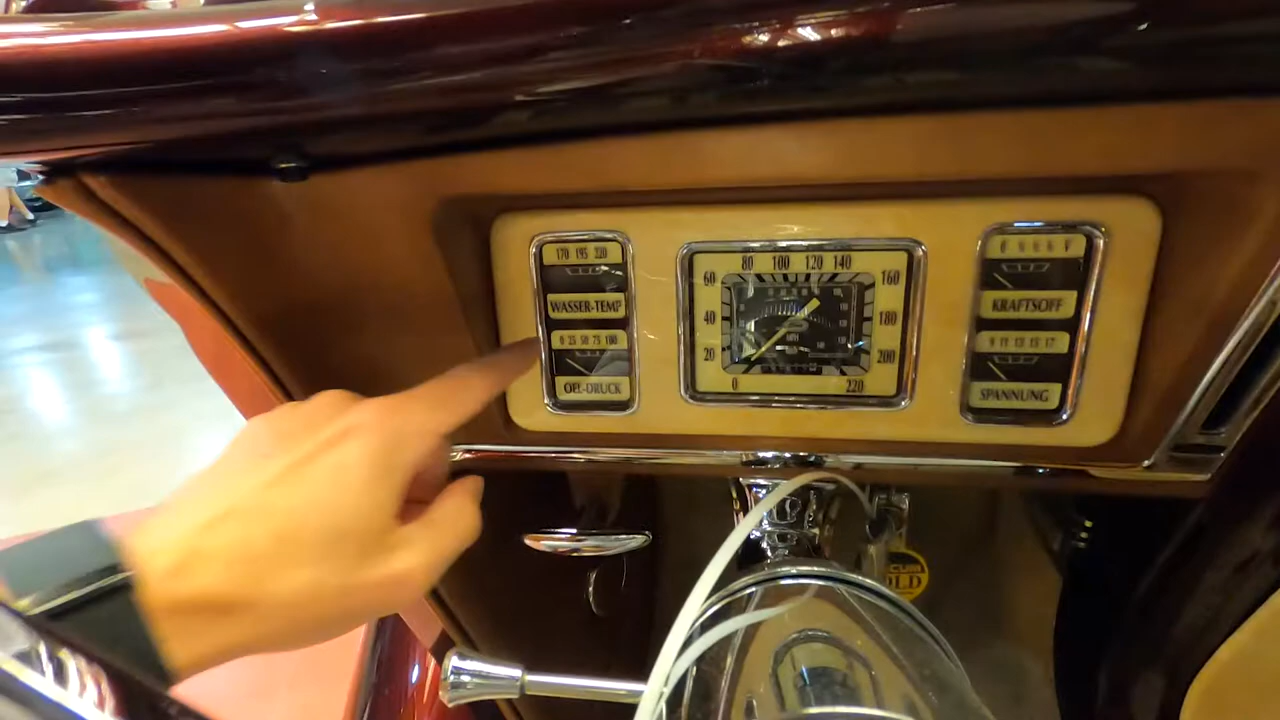 170 195 220
WASSER-TEMP
0 25 50 75 100
OEL-DRUCK
80 100 120 140
60 160
40 180
20 200
0 220
MPH
KRAFTSOFF
9 11 13 15 17
SPANNUNG